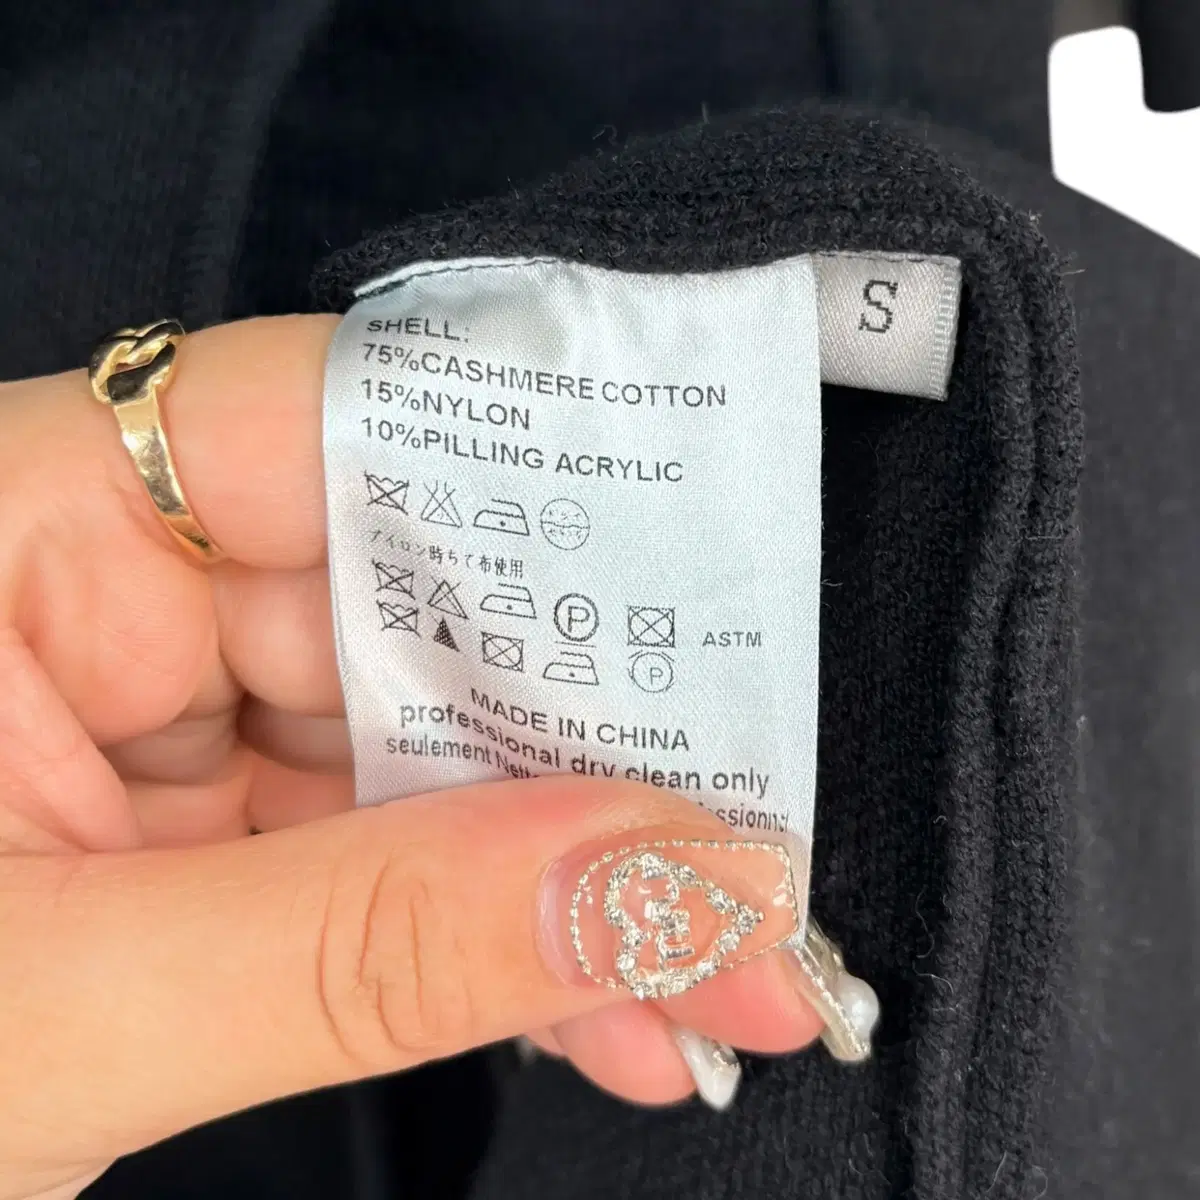 S
SHELL:
75%CASHMERE COTTON
15%NYLON
10%PILLING ACRYLIC
アイロン時ちて布使用
P
ASTM
P
MADE IN CHINA
professional dry clean only
seulement